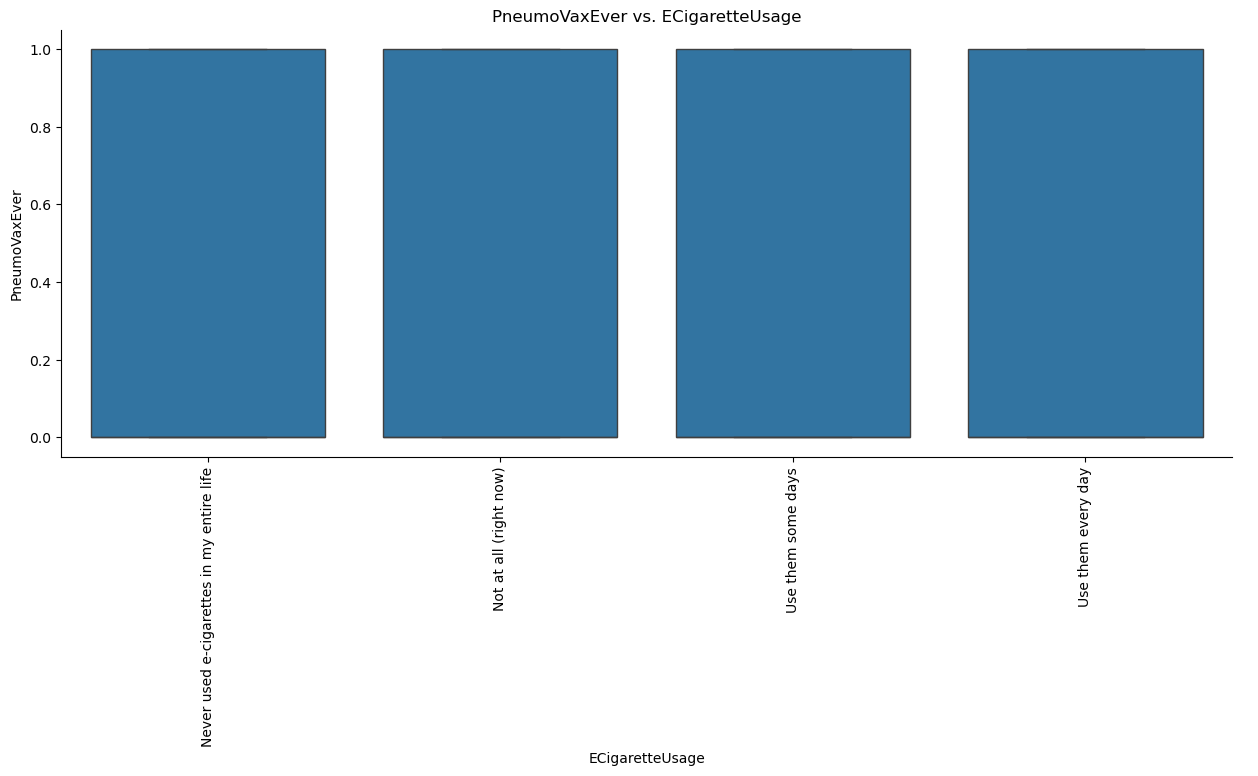 PneumoVaxEver vs. ECigaretteUsage
PneumoVaxEver
1.0
0.8
0.6
0.4
0.2
0.0
Never used e-cigarettes in my entire life
Not at all (right now)
Use them some days
Use them every day
ECigaretteUsage